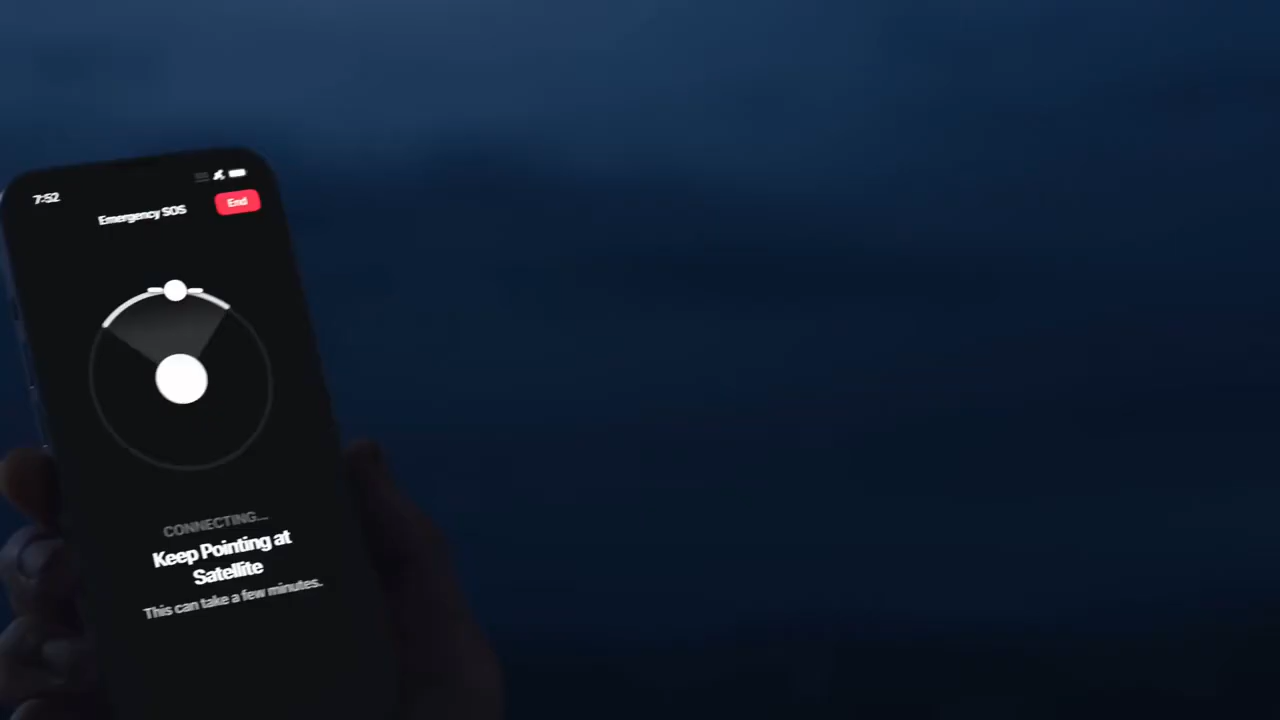 7:52
Emergency SOS
End
CONNECTING...
Keep Pointing at
Satellite
This can take a few minutes.